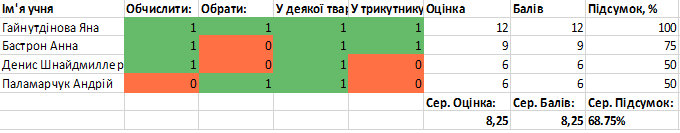 Ім'я учня Обчислити: Обрати: У деякої твар У трикутнику Оцінка Балів Підсумок, %
Гайнутдінова Яна 1 1 1 1 12 12 100
Бастрон Анна 1 0 1 1 9 9 75
Денис Шнайдмиллер 1 0 1 0 6 6 50
Паламарчук Андрій 0 1 1 0 6 6 50
Сер. Оцінка: Сер. Балів: Сер. Підсумок:
8,25 8,25 68.75%